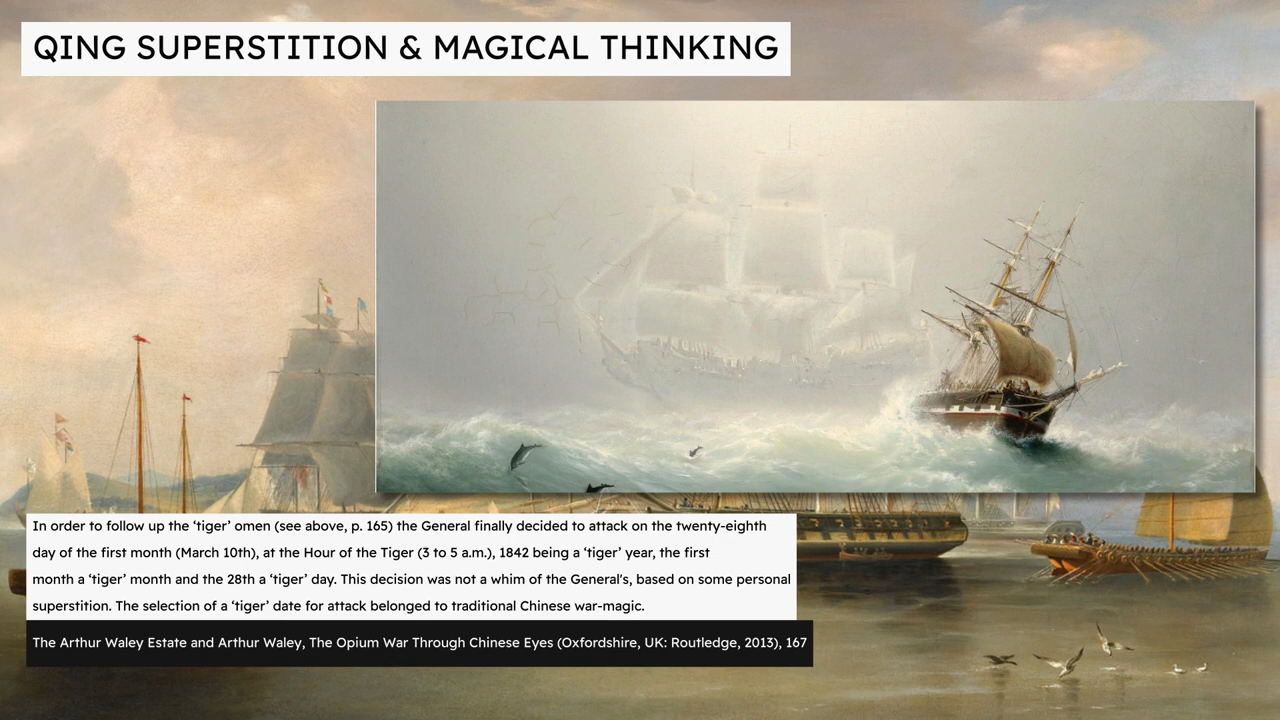 QING SUPERSTITION & MAGICAL THINKING
In order to follow up the ‘tiger’ omen (see above, p. 165) the General finally decided to attack on the twenty-eighth
day of the first month (March 10th), at the Hour of the Tiger (3 to 5 a.m.), 1842 being a ‘tiger’ year, the first
month a ‘tiger’ month and the 28th a ‘tiger’ day. This decision was not a whim of the General's, based on some personal
superstition. The selection of a ‘tiger’ date for attack belonged to traditional Chinese war-magic.
The Arthur Waley Estate and Arthur Waley, The Opium War Through Chinese Eyes (Oxfordshire, UK: Routledge, 2013), 167